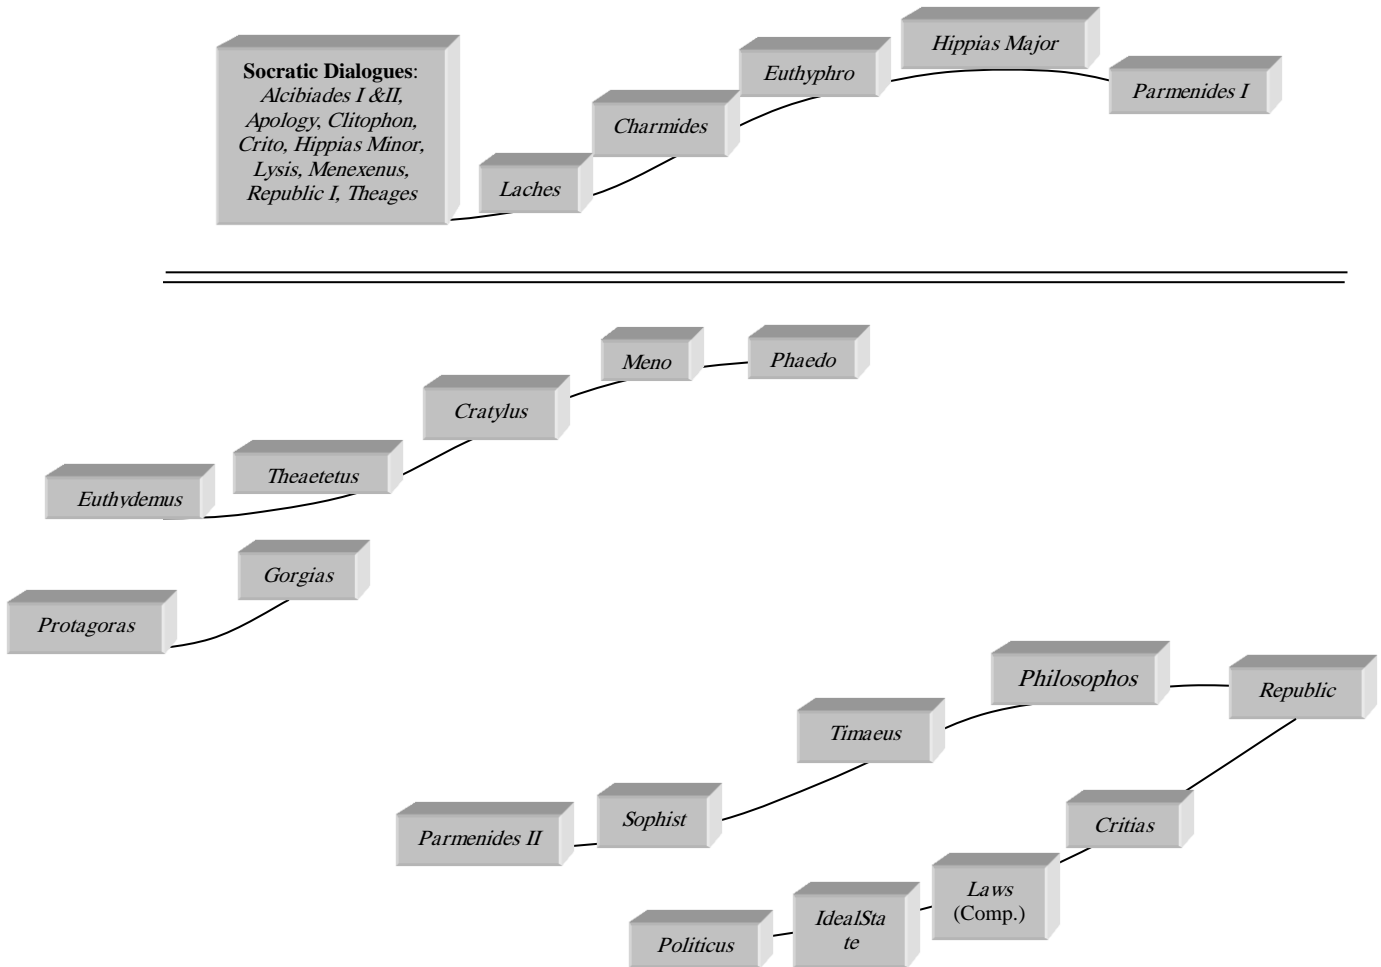 Socratic Dialogues:
Alcibiades I &II,
Apology, Clitophon,
Crito, Hippias Minor,
Lysis, Menexenus,
Republic I, Theages
Laches
Charmides
Euthyphro
Hippias Major
Parmenides I
Euthydemus
Theaetetus
Cratylus
Meno
Phaedo
Protagoras
Gorgias
Parmenides II
Sophist
Timaeus
Philosophos
Republic
Politicus
IdealSta
te
Laws
(Comp.)
Critias